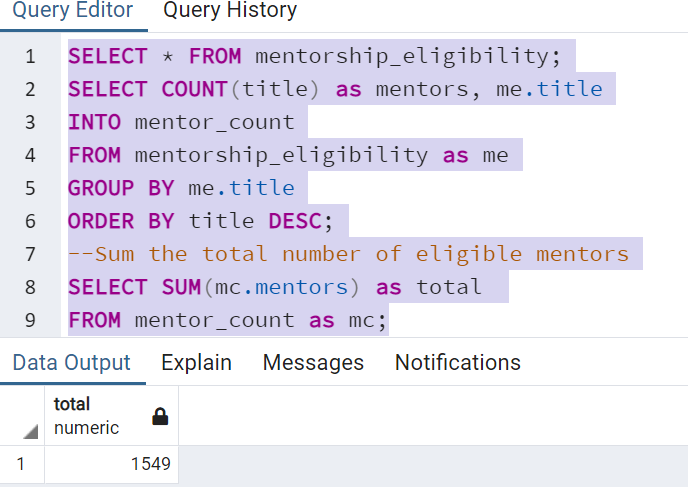 Query Editor Query History
1 SELECT * FROM mentorship_eligibility;
2 SELECT COUNT(title) as mentors, me.title
3 INTO mentor_count
4 FROM mentorship_eligibility as me
5 GROUP BY me.title
6 ORDER BY title DESC;
7 --Sum the total number of eligible mentors
8 SELECT SUM(mc.mentors) as total
9 FROM mentor_count as mc;
Data Output Explain Messages Notifications
total
numeric
1 1549